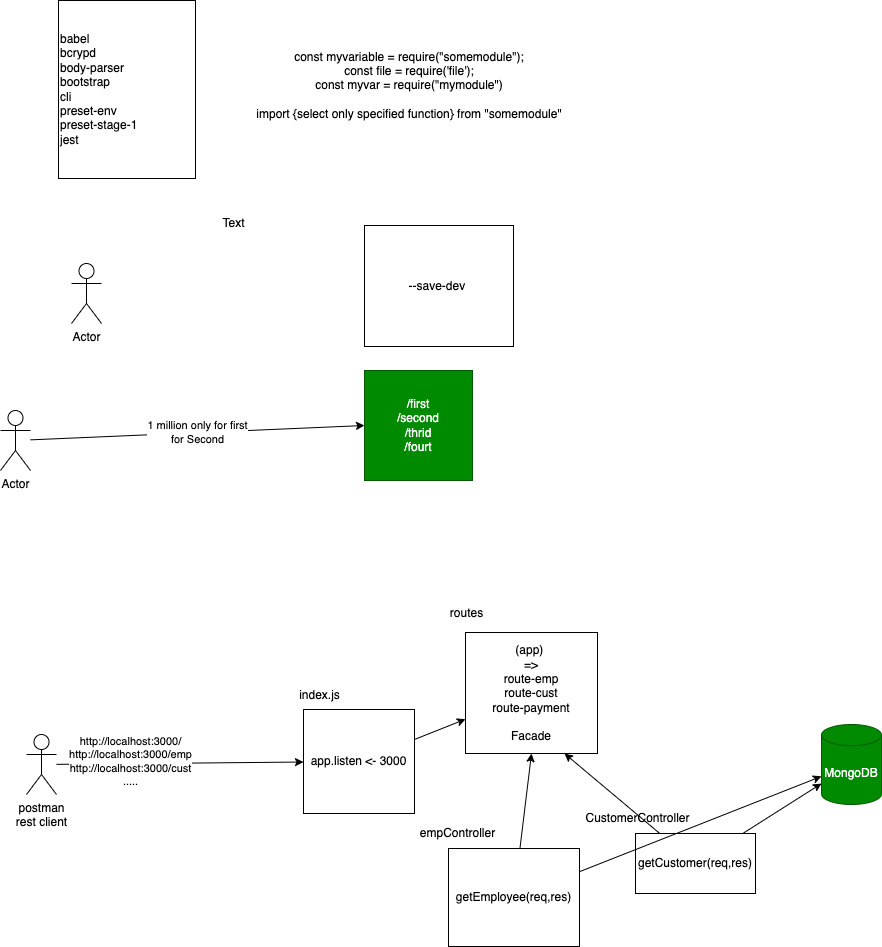 babel
bcrypd
body-parser
bootstrap
cli
preset-env
preset-stage-1
jest
const myvariable = require("somemodule");
const file = require('file');
const myvar = require("mymodule")
import {select only specified function} from "somemodule"
Text
--save-dev
Actor
/first
/second
/thrid
/fourt
1 million only for first
for Second
Actor
routes
(app)
=>
route-emp
route-cust
route-payment
Facade
index.js
app.listen <- 3000
http://localhost:3000/
http://localhost:3000/emp
http://localhost:3000/cust
.....
postman
rest client
MongoDB
CustomerController
getCustomer(req,res)
empController
getEmployee(req,res)